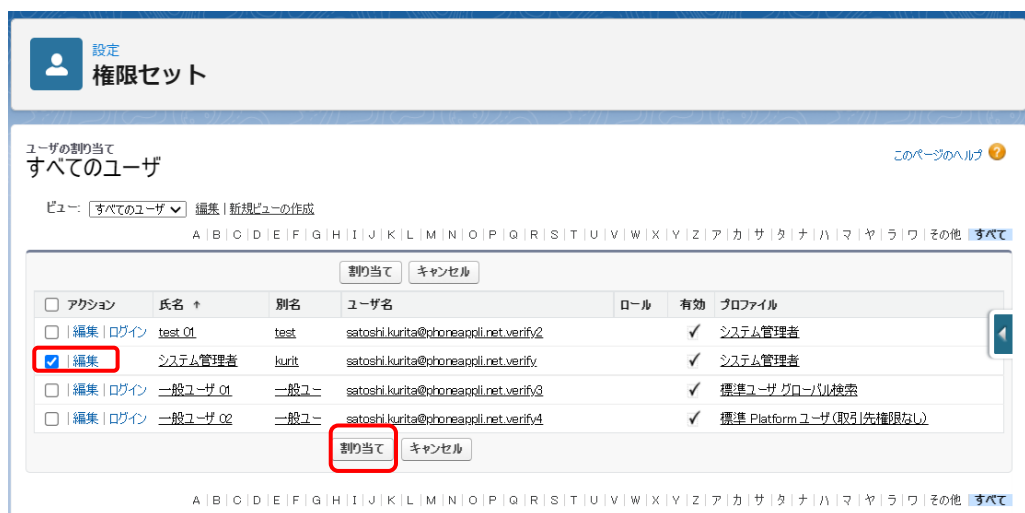 設定
権限セット
ユーザの割り当て
すべてのユーザ
このページのヘルプ ?
ビュー: すべてのユーザ 編集 | 新規ビューの作成
A | B | C | D | E | F | G | H | I | J | K | L | M | N | O | P | Q | R | S | T | U | V | W | X | Y | Z | ア | カ | サ | タ | ナ | ハ | マ | ヤ | ラ | ワ | その他 すべて
割り当て キャンセル
アクション 氏名 ↑ 別名 ユーザ名 ロール 有効 プロファイル
| 編集 | ログイン test 01 test satoshi.kurita@phoneappli.net.verify2 ✓ システム管理者
| 編集 システム管理者 kurit satoshi.kurita@phoneappli.net.verify ✓ システム管理者
| 編集 | ログイン 一般ユーザ 01 一般ユー satoshi.kurita@phoneappli.net.verify3 ✓ 標準ユーザ グローバル検索
| 編集 | ログイン 一般ユーザ 02 一般ユー satoshi.kurita@phoneappli.net.verify4 ✓ 標準 Platform ユーザ(取引先権限なし)
割り当て キャンセル
A | B | C | D | E | F | G | H | I | J | K | L | M | N | O | P | Q | R | S | T | U | V | W | X | Y | Z | ア | カ | サ | タ | ナ | ハ | マ | ヤ | ラ | ワ | その他 すべて